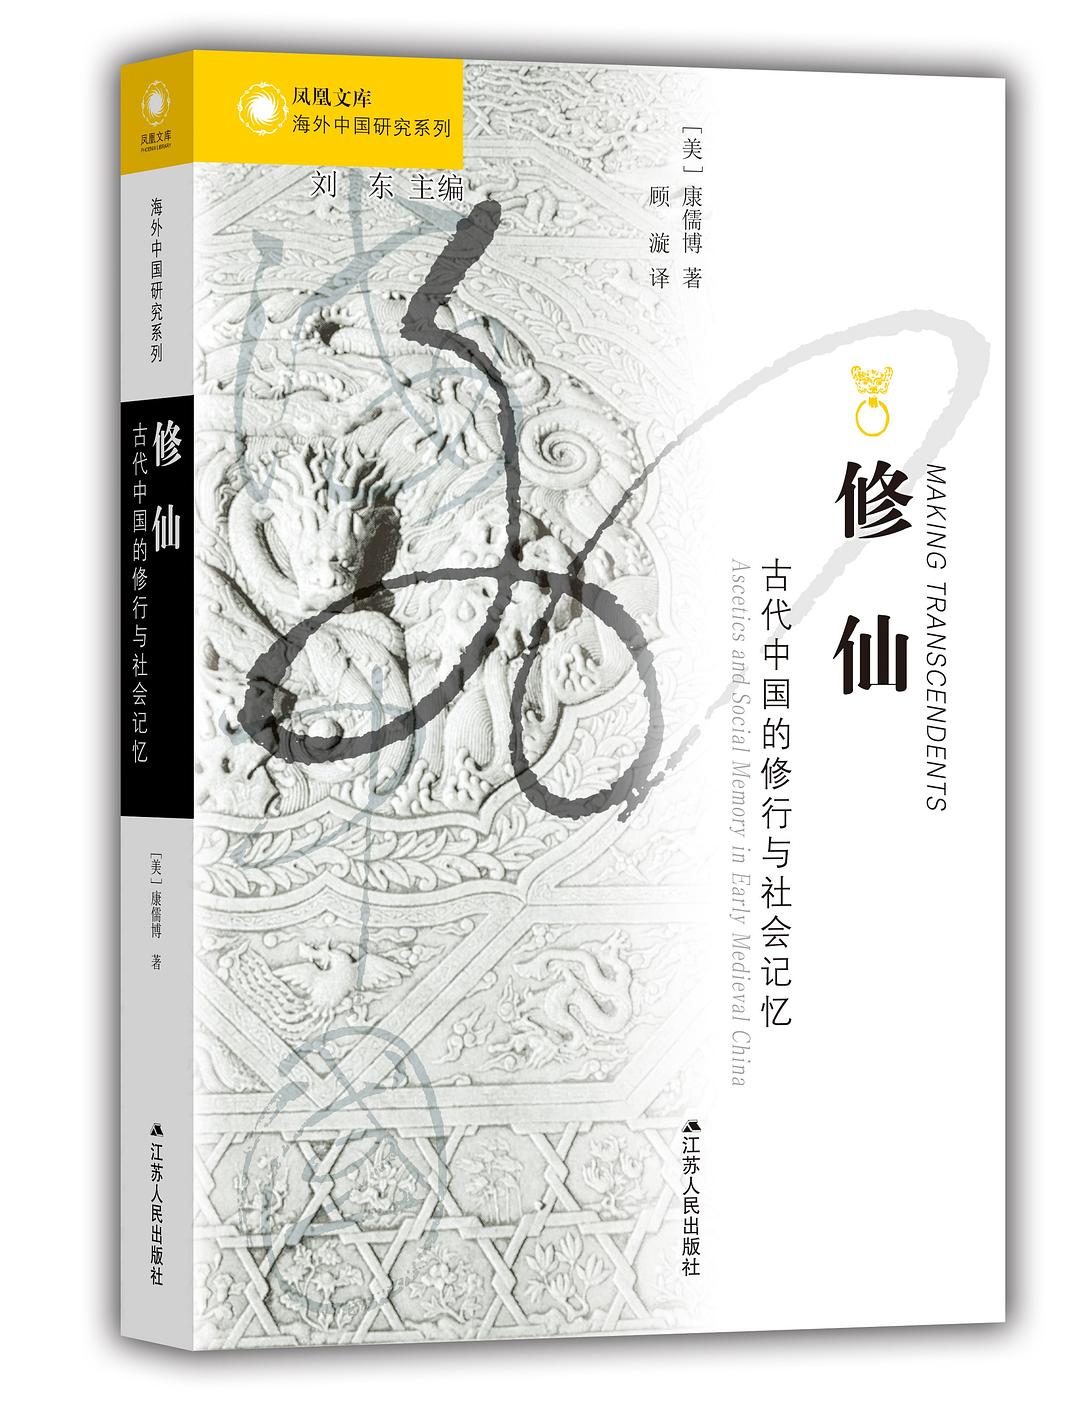 凤凰文库
PHOENIX LIBRARY
海外中国研究系列
修仙
古代中国的修行与社会记忆
［美］康儒博 著
江苏人民出版社
凤凰文库
海外中国研究系列
刘 东 主编
［美］康儒博 著
顾 漩 译
MAKING TRANSCENDENTS
修仙
古代中国的修行与社会记忆
Ascetics and Social Memory in Early Medieval China
江苏人民出版社